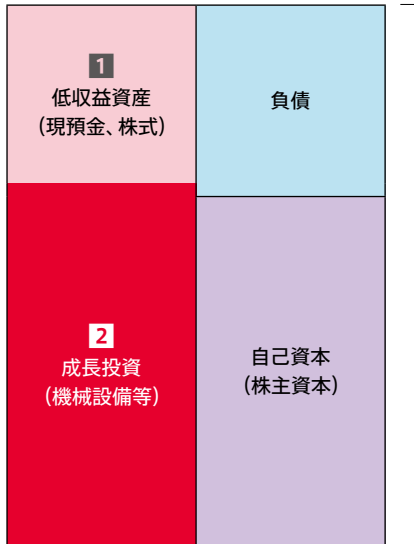 1
低収益資産
(現預金、株式)
負債
2
成長投資
(機械設備等)
自己資本
(株主資本)